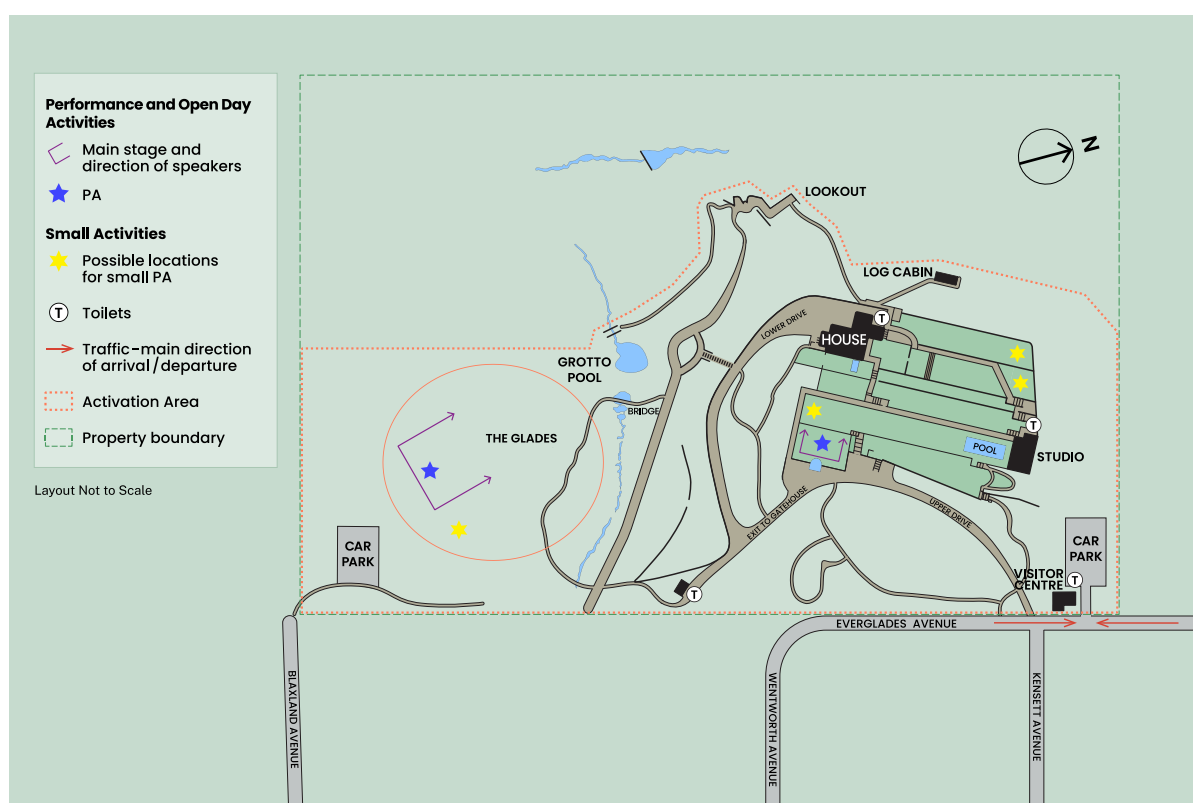 Performance and Open Day
Activities
Main stage and
direction of speakers
PA
Small Activities
Possible locations
for small PA
T
Toilets
Traffic – main direction
of arrival / departure
Activation Area
Property boundary
Layout Not to Scale
N
LOOKOUT
LOG CABIN
T
LOWER DRIVE
HOUSE
GROTTO
POOL
BRIDGE
THE GLADES
T
POOL
STUDIO
EXIT TO GATEHOUSE
UPPER DRIVE
CAR
PARK
CAR
PARK
VISITOR
CENTRE
T
T
EVERGLADES AVENUE
BLAXLAND AVENUE
WENTWORTH AVENUE
KENSETT AVENUE